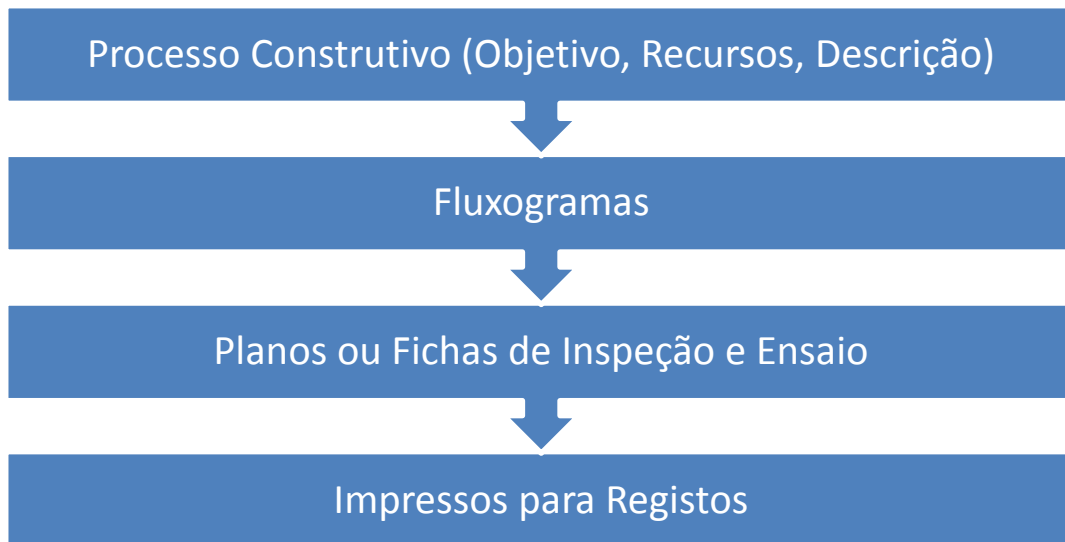 Processo Construtivo (Objetivo, Recursos, Descrição)
Fluxogramas
Planos ou Fichas de Inspeção e Ensaio
Impressos para Registos